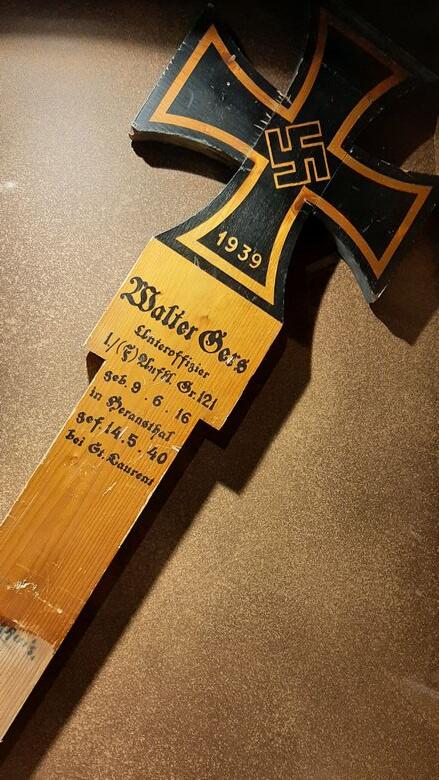 1939
Walter Gers
Unteroffizier
1./(F) Aufkl. Gr. 121
geb. 9. 6. 16
in Heransthal
gef. 14. 5. 40
bei St. Laurent